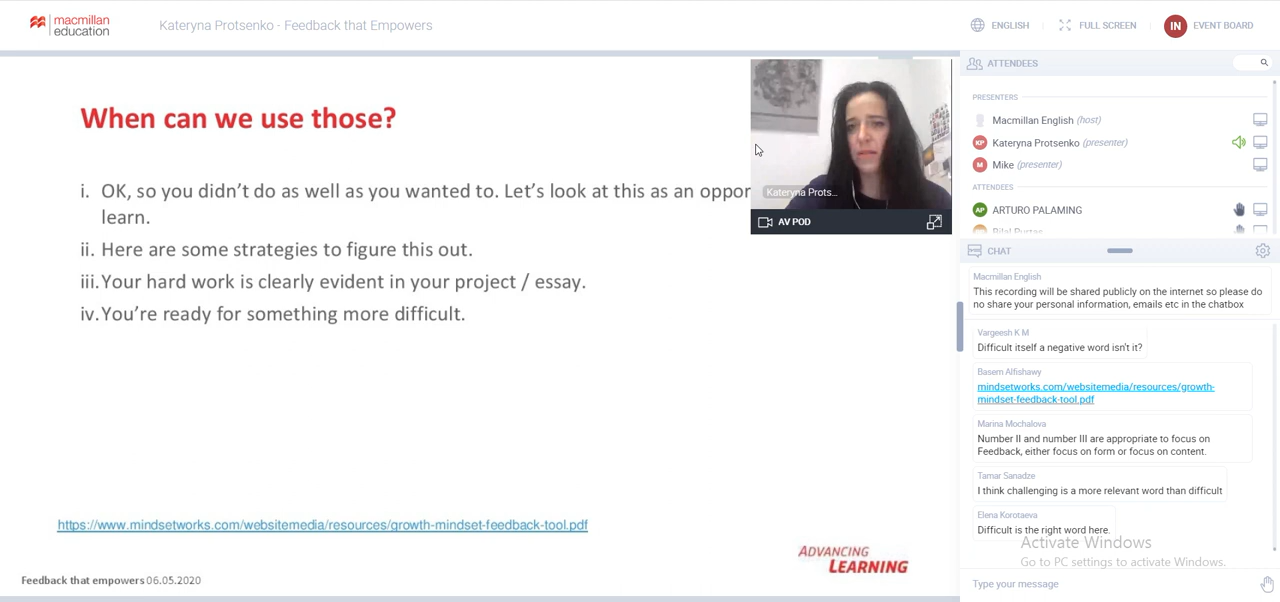 macmillan
education
Kateryna Protsenko - Feedback that Empowers
ENGLISH
FULL SCREEN
IN
EVENT BOARD
When can we use those?
i. OK, so you didn't do as well as you wanted to. Let's look at this as an oppor
learn.
ii. Here are some strategies to figure this out.
iii. Your hard work is clearly evident in your project / essay.
iv. You're ready for something more difficult.
https://www.mindsetworks.com/websitemedia/resources/growth-mindset-feedback-tool.pdf
ADVANCING
LEARNING
Feedback that empowers 06.05.2020
Kateryna Prots...
AV POD
ATTENDEES
PRESENTERS
Macmillan English (host)
KP Kateryna Protsenko (presenter)
M Mike (presenter)
ATTENDEES
AP ARTURO PALAMING
CHAT
Macmillan English
This recording will be shared publicly on the internet so please do
no share your personal information, emails etc in the chatbox
Vargeesh K M
Difficult itself a negative word isn't it?
Basem Alfishawy
mindsetworks.com/websitemedia/resources/growth-
mindset-feedback-tool.pdf
Marina Mochalova
Number II and number III are appropriate to focus on
Feedback, either focus on form or focus on content.
Tamar Sanadze
I think challenging is a more relevant word than difficult
Elena Korotaeva
Difficult is the right word here.
Activate Windows
Go to PC settings to activate Windows.
Type your message